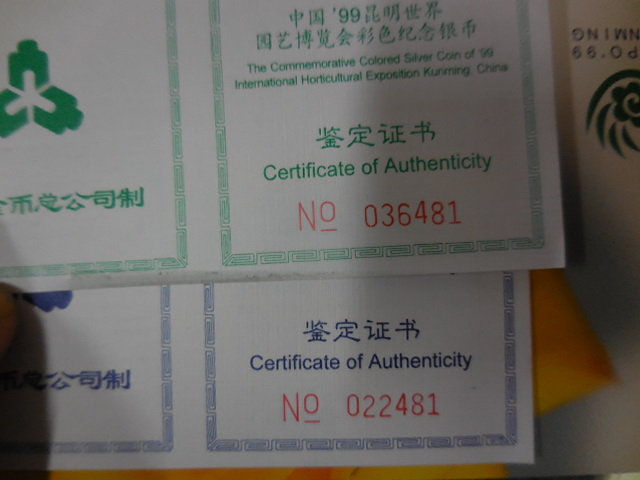 中国 '99昆明世界
园艺博览会彩色纪念银币
The Commemorative Colored Silver Coin of '99
International Horticultural Exposition Kunming, China
鉴定证书
Certificate of Authenticity
金币总公司制
No 036481
鉴定证书
Certificate of Authenticity
币总公司制
No 022481